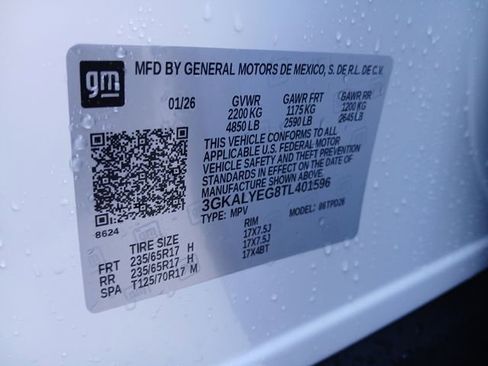 gm
MFD BY GENERAL MOTORS DE MEXICO, S. DE R.L. DE C.V.
01/26 GVWR GAWR FRT GAWR RR
2200 KG 1175 KG 1200 KG
4850 LB 2590 LB 2645 LB
THIS VEHICLE CONFORMS TO ALL
APPLICABLE U.S. FEDERAL MOTOR
VEHICLE SAFETY AND THEFT PREVENTION
STANDARDS IN EFFECT ON THE DATE OF
MANUFACTURE SHOWN ABOVE.
3GKALYEG8TL401596
TYPE: MPV MODEL: 86TPD26
8624
TIRE SIZE RIM
FRT 235/65R17 H 17X7.5J
RR 235/65R17 H 17X7.5J
SPA T125/70R17 M 17X4BT